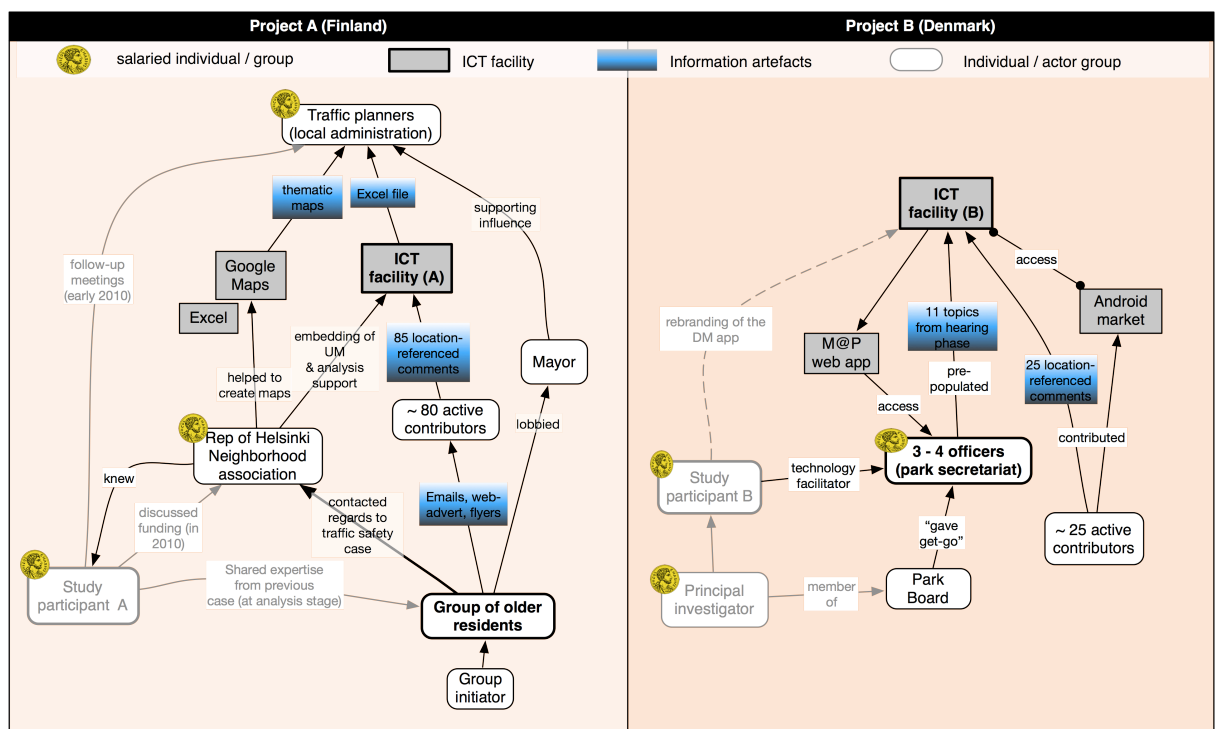 Project A (Finland)
Project B (Denmark)
salaried individual / group
ICT facility
Information artefacts
Individual / actor group
Traffic planners
(local administration)
thematic
maps
Excel file
supporting
influence
follow-up
meetings
(early 2010)
Google
Maps
Excel
ICT
facility (A)
embedding of
UM
& analysis
support
85 location-
referenced
comments
Mayor
helped to
create maps
~ 80 active
contributors
lobbied
Rep of Helsinki
Neighborhood
association
knew
discussed
funding (in
2010)
contacted
regards to
traffic safety
case
Emails, web-
advert, flyers
Study
participant A
Shared expertise
from previous
case (at analysis stage)
Group of older
residents
Group
initiator
ICT
facility (B)
access
Android
market
rebranding of the
DM app
M@P
web app
11 topics
from hearing
phase
pre-
populated
25 location-
referenced
comments
access
contributed
3 - 4 officers
(park secretariat)
Study
participant B
technology
facilitator
"gave
get-go"
~ 25 active
contributors
Principal
investigator
member
of
Park
Board